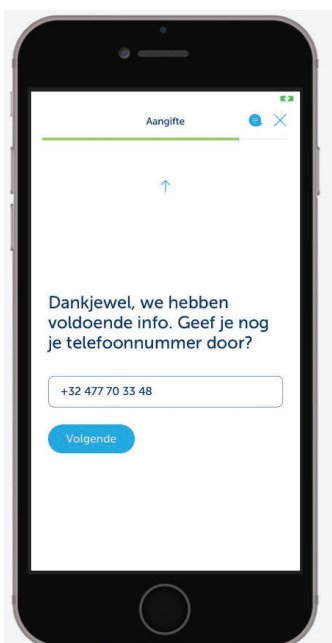 Aangifte
Dankjewel, we hebben
voldoende info. Geef je nog
je telefoonnummer door?
+32 477 70 33 48
Volgende